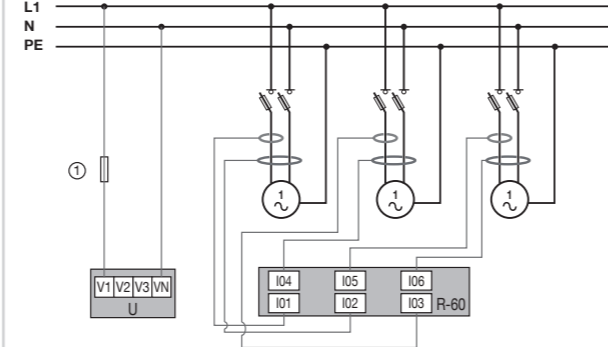 L1
N
PE
①
1
∼
1
∼
1
∼
V1 V2 V3 VN
U
I04 I05 I06
I01 I02 I03 R-60